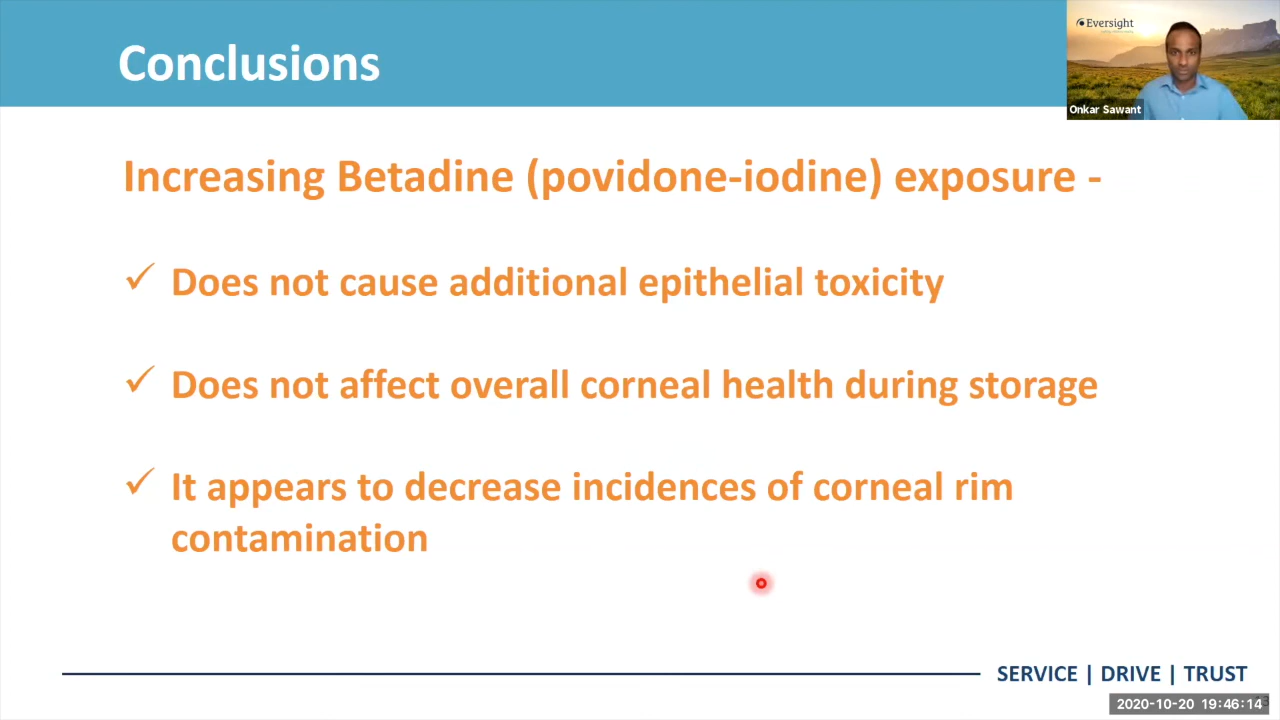 Conclusions
Eversight
Onkar Sawant
Increasing Betadine (povidone-iodine) exposure -
✓ Does not cause additional epithelial toxicity
✓ Does not affect overall corneal health during storage
✓ It appears to decrease incidences of corneal rim
contamination
SERVICE | DRIVE | TRUST
2020-10-20 19:46:14